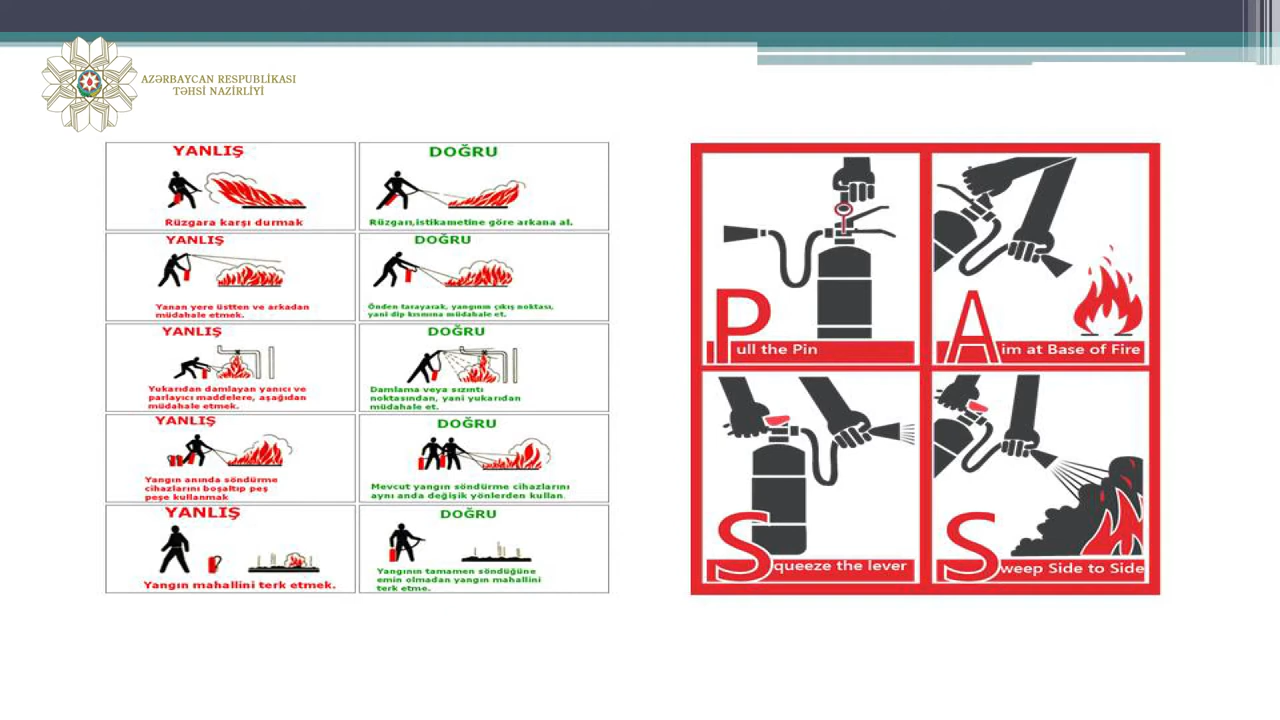 AZƏRBAYCAN RESPUBLİKASI
TƏHSİ NAZİRLİYİ
YANLIŞ
DOĞRU
Rüzgara karşı durmak
Rüzgarı,istikametine göre arkana al.
YANLIŞ
DOĞRU
Yanan yere üstten ve arkadan
müdahale etmek.
Önden tarayarak, yangının çıkış noktası,
yani dip kısmına müdahale et.
YANLIŞ
DOĞRU
Yukarıdan damlayan yanıcı ve
parlayıcı maddelere, aşağıdan
müdahale etmek.
Damlama veya sızıntı
noktasından, yani yukarıdan
müdahale et.
YANLIŞ
DOĞRU
Yangın anında söndürme
cihazlarını boşaltıp peş
peşe kullanmak
Mevcut yangın söndürme cihazlarını
aynı anda değişik yönlerden kullan.
YANLIŞ
DOĞRU
Yangın mahallini terk etmek.
Yangının tamamen söndüğüne
emin olmadan yangın mahallini
terk etme.
Pull the Pin
Aim at Base of Fire
Squeeze the lever
Sweep Side to Side